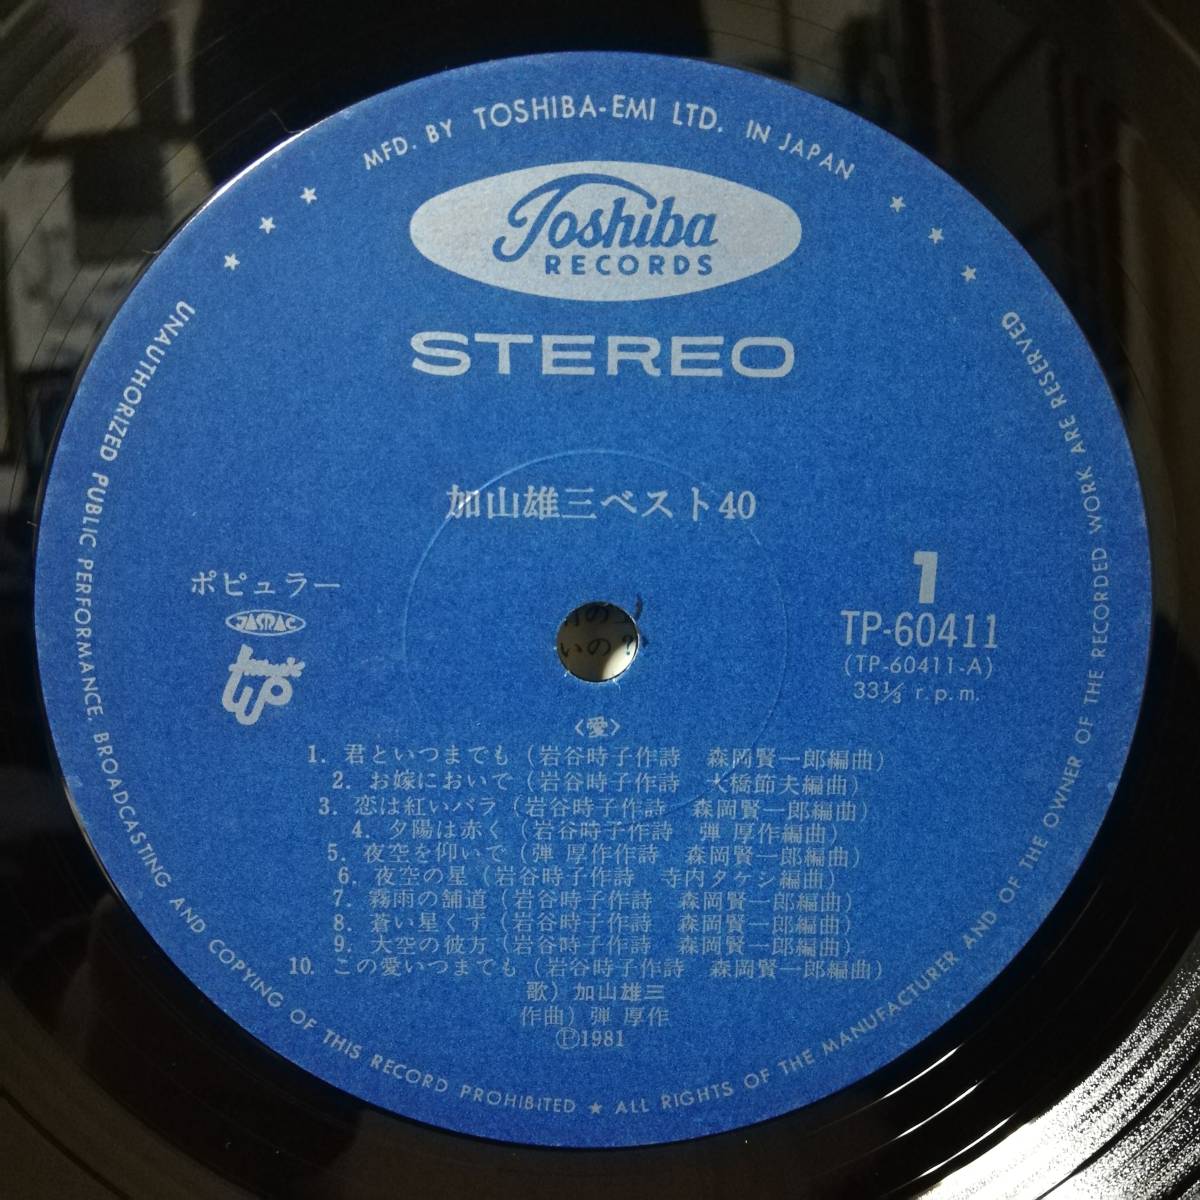 MFD. BY TOSHIBA-EMI LTD. IN JAPAN
Toshiba
RECORDS
STEREO
加山雄三ベスト40
ポピュラー
JASRAC
1
TP-60411
(TP-60411-A)
33⅓ r.p.m.
いの?
〈愛〉
1. 君といつまでも (岩谷時子作詩 森岡賢一郎編曲)
2. お嫁においで (岩谷時子作詩 大橋節夫編曲)
3. 恋は紅いバラ (岩谷時子作詩 森岡賢一郎編曲)
4. 夕陽は赤く (岩谷時子作詩 弾 厚作編曲)
5. 夜空を仰いで (弾 厚作作詩 森岡賢一郎編曲)
6. 夜空の星 (岩谷時子作詩 寺内タケシ編曲)
7. 霧雨の舗道 (岩谷時子作詩 森岡賢一郎編曲)
8. 蒼い星くず (岩谷時子作詩 森岡賢一郎編曲)
9. 大空の彼方 (岩谷時子作詩 森岡賢一郎編曲)
10. この愛いつまでも (岩谷時子作詩 森岡賢一郎編曲)
歌) 加山雄三
作曲) 弾 厚作
Ⓟ1981
UNAUTHORIZED PUBLIC PERFORMANCE, BROADCASTING AND COPYING OF THIS RECORD PROHIBITED ★ ALL RIGHTS OF THE MANUFACTURER AND OF THE OWNER OF THE RECORDED WORK ARE RESERVED